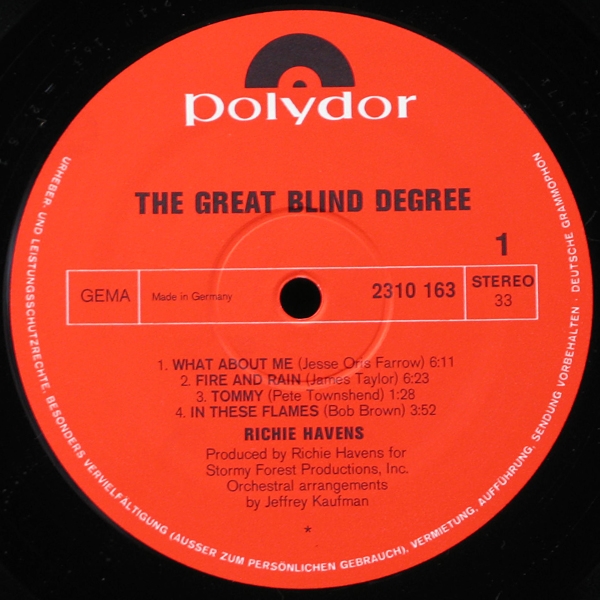 polydor
THE GREAT BLIND DEGREE
1
GEMA
Made in Germany
2310 163
STEREO
33
1. WHAT ABOUT ME (Jesse Oris Farrow) 6:11
2. FIRE AND RAIN (James Taylor) 6:23
3. TOMMY (Pete Townshend) 1:28
4. IN THESE FLAMES (Bob Brown) 3:52
RICHIE HAVENS
Produced by Richie Havens for
Stormy Forest Productions, Inc.
Orchestral arrangements
by Jeffrey Kaufman
*
URHEBER- UND LEISTUNGSSCHUTZRECHTE, BESONDERS VERVIELFÄLTIGUNG (AUSSER ZUM PERSÖNLICHEN GEBRAUCH), VERMIETUNG, AUFFÜHRUNG, SENDUNG VORBEHALTEN · DEUTSCHE GRAMMOPHON